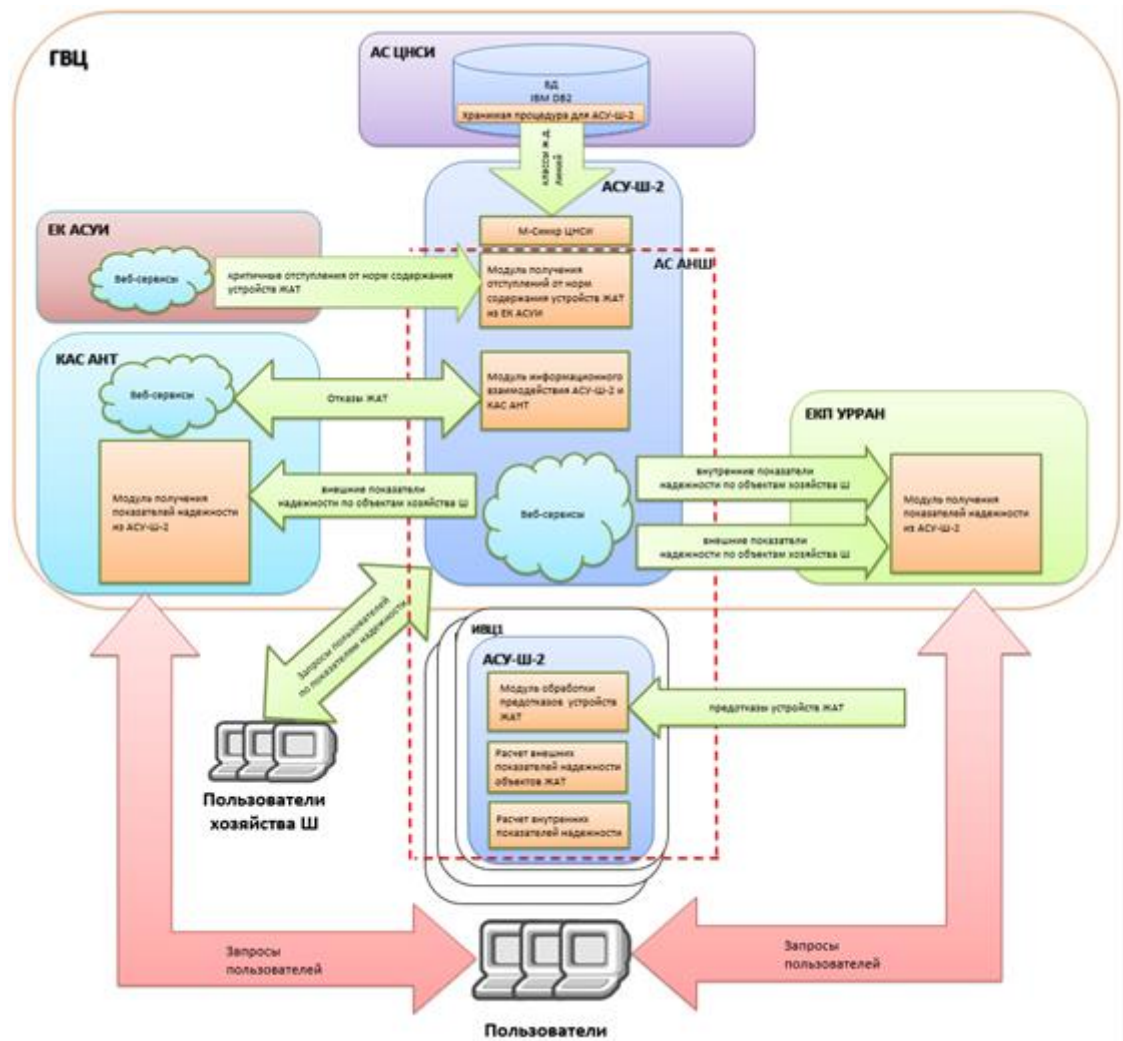 ГВЦ
АС ЦНСИ
БД
IBM DB2
Хранимая процедура для АСУ-Ш-2
классы ж.д.
линий
АСУ-Ш-2
М-Синхр ЦНСИ
АС АНШ
ЕК АСУИ
Веб-сервисы
критичные отступления от норм содержания
устройств ЖАТ
Модуль получения
отступлений от норм
содержания устройств ЖАТ
из ЕК АСУИ
КАС АНТ
Веб-сервисы
Отказы ЖАТ
Модуль информационного
взаимодействия АСУ-Ш-2 и
КАС АНТ
ЕКП УРРАН
Модуль получения
показателей надежности
из АСУ-Ш-2
внешние показатели
надежности по объектам хозяйства Ш
Веб-сервисы
внутренние показатели
надежности по объектам хозяйства Ш
внешние показатели
надежности по объектам хозяйства Ш
Модуль получения
показателей надежности
из АСУ-Ш-2
Запросы пользователей
по показателям надежности
ИВЦ1
АСУ-Ш-2
Модуль обработки
предотказов устройств
ЖАТ
предотказы устройств ЖАТ
Расчет внешних
показателей надежности
объектов ЖАТ
Расчет внутренних
показателей надежности
Пользователи
хозяйства Ш
Запросы
пользователей
Запросы
пользователей
Пользователи